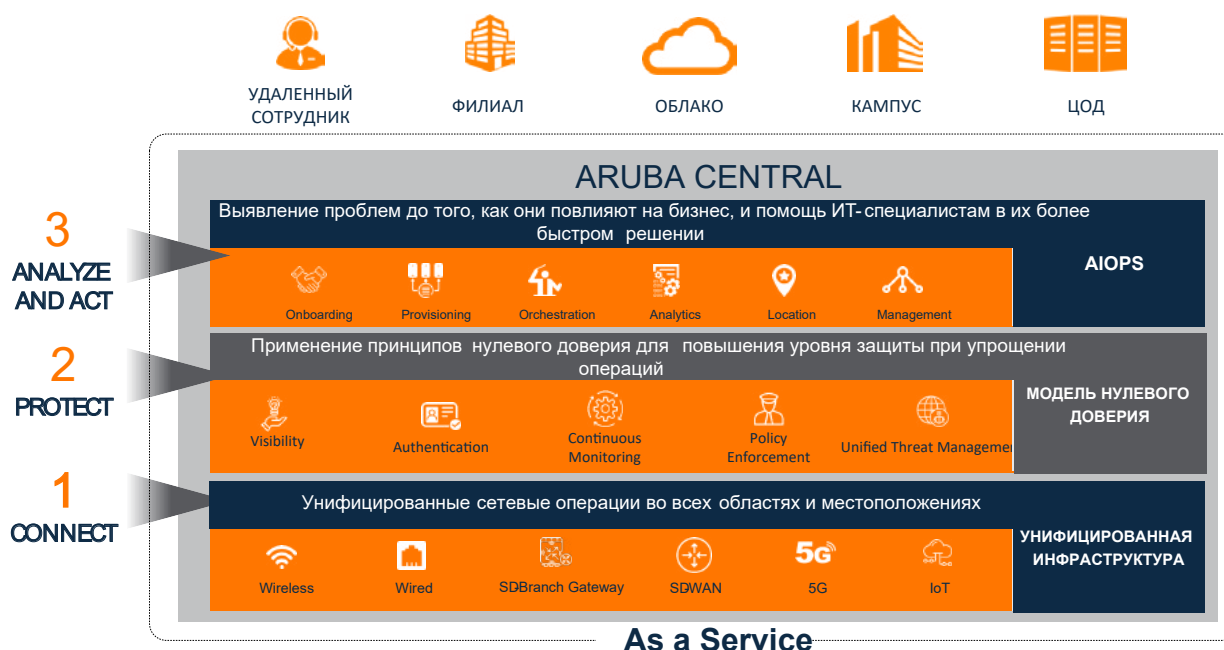 УДАЛЕННЫЙ
СОТРУДНИК
ФИЛИАЛ
ОБЛАКО
КАМПУС
ЦОД
ARUBA CENTRAL
3
ANALYZE
AND ACT
Выявление проблем до того, как они повлияют на бизнес, и помощь ИТ-специалистам в их более
быстром решении
AIOPS
Onboarding
Provisioning
Orchestration
Analytics
Location
Management
2
PROTECT
Применение принципов нулевого доверия для повышения уровня защиты при упрощении
операций
МОДЕЛЬ НУЛЕВОГО
ДОВЕРИЯ
Visibility
Authentication
Continuous
Monitoring
Policy
Enforcement
Unified Threat Managemen
1
CONNECT
Унифицированные сетевые операции во всех областях и местоположениях
УНИФИЦИРОВАННАЯ
ИНФРАСТРУКТУРА
5G
Wireless
Wired
SD-Branch Gateway
SD-WAN
5G
IoT
As a Service